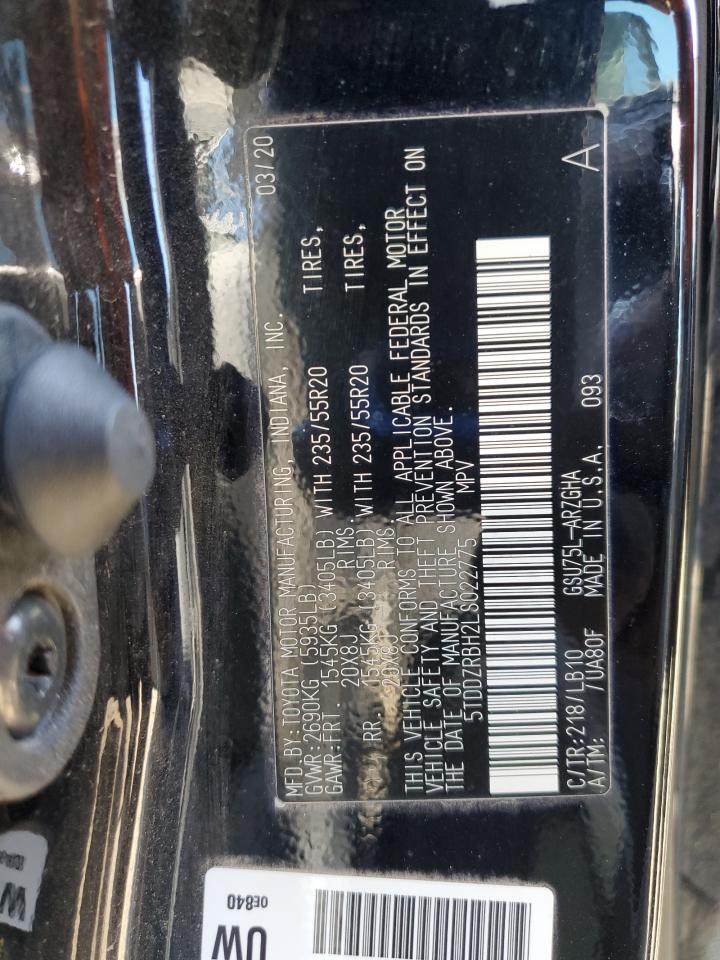 MFD BY:TOYOTA MOTOR MANUFACTURING, INDIANA, INC. 03/20
GVWR:2690KG (5935LB)
GAWR:FRT. 1545KG (3405LB) WITH 235/55R20 TIRES,
20X8J RIMS.
RR. 1545KG (3405LB) WITH 235/55R20 TIRES,
20X8J RIMS.
THIS VEHICLE CONFORMS TO ALL APPLICABLE FEDERAL MOTOR
VEHICLE SAFETY AND THEFT PREVENTION STANDARDS IN EFFECT ON
THE DATE OF MANUFACTURE SHOWN ABOVE.
5TDDZRBH2LS022775 MPV
C/TR:218/LB10 GSU75L-ARZGHA
A/TM: /UA80F MADE IN U.S.A. 093
A
0E840
UW
W